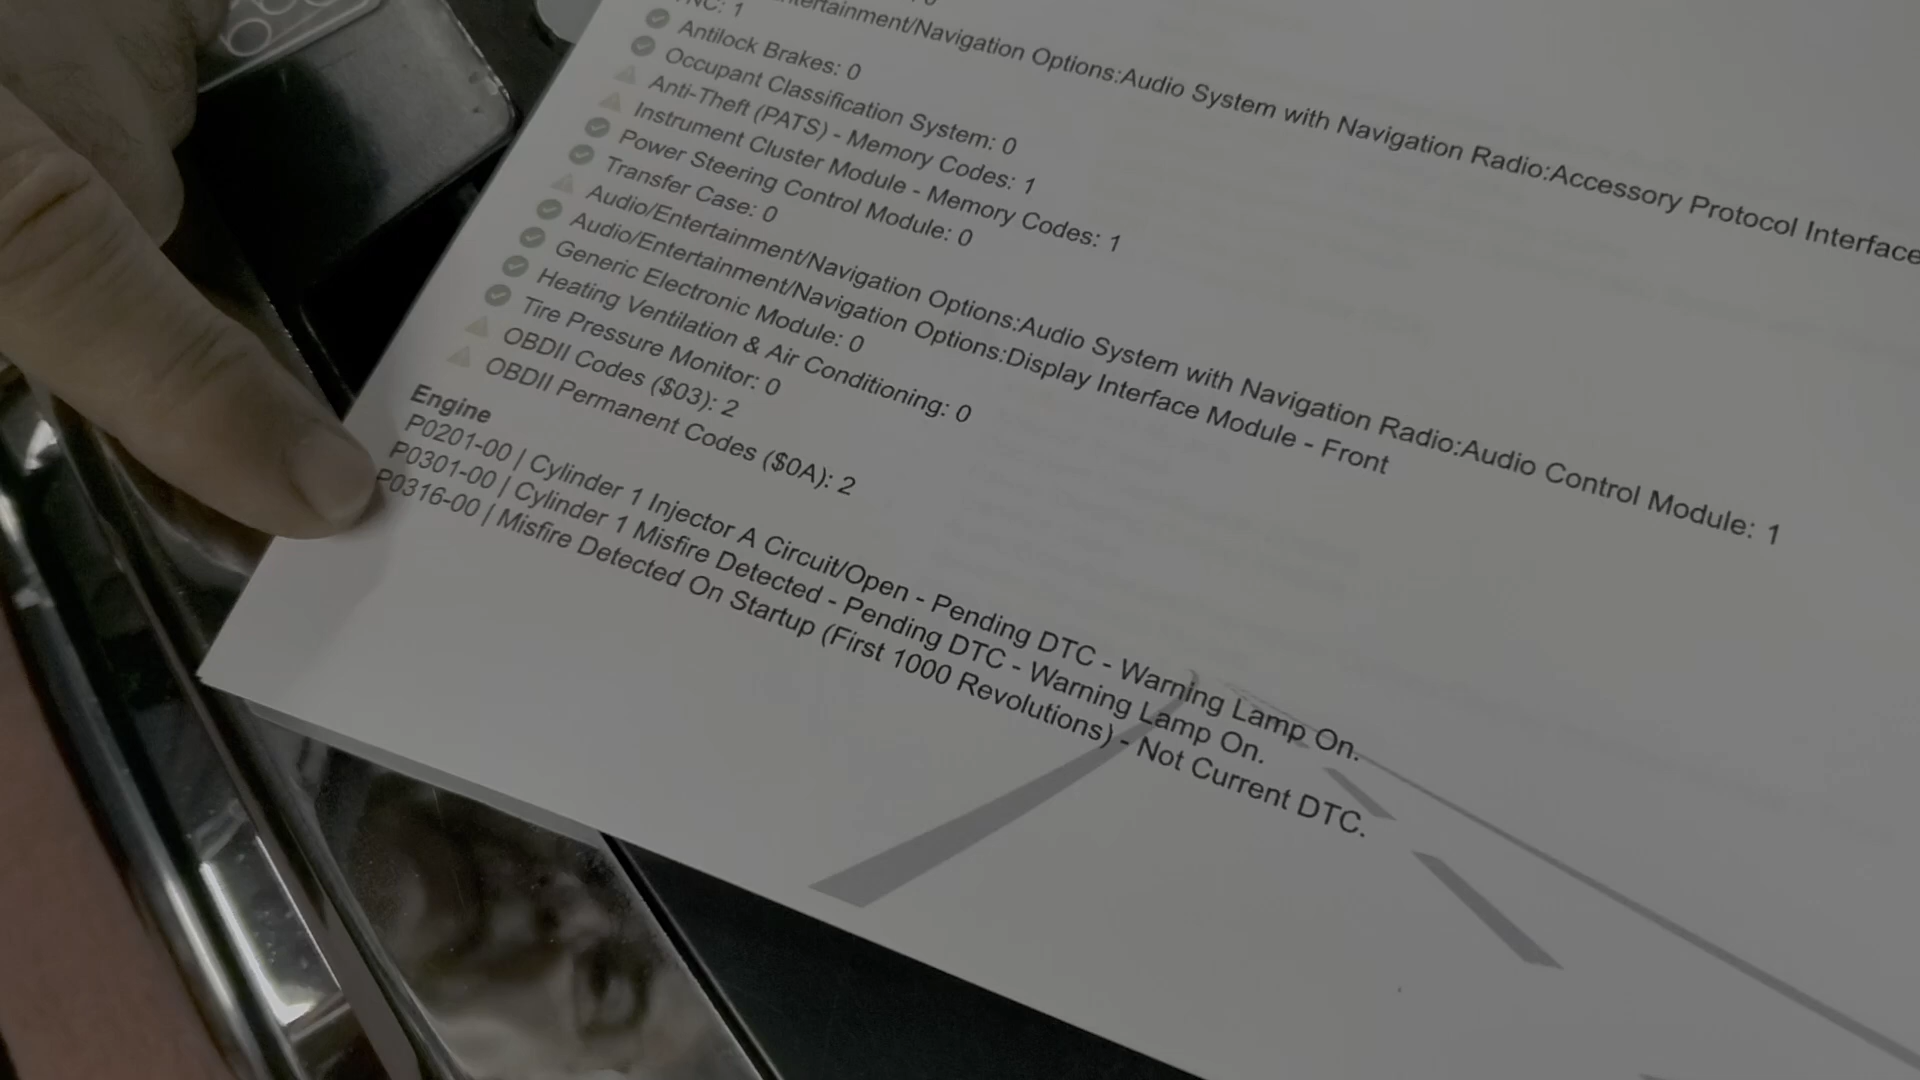 NC: 1
Entertainment/Navigation Options:Audio System with Navigation Radio:Accessory Protocol Interface
Antilock Brakes: 0
Occupant Classification System: 0
Anti-Theft (PATS) - Memory Codes: 1
Instrument Cluster Module - Memory Codes: 1
Power Steering Control Module: 0
Transfer Case: 0
Audio/Entertainment/Navigation Options:Audio System with Navigation Radio:Audio Control Module: 1
Audio/Entertainment/Navigation Options:Display Interface Module - Front
Generic Electronic Module: 0
Heating Ventilation & Air Conditioning: 0
Tire Pressure Monitor: 0
OBDII Codes ($03): 2
OBDII Permanent Codes ($0A): 2
Engine
P0201-00 | Cylinder 1 Injector A Circuit/Open - Pending DTC - Warning Lamp On.
P0301-00 | Cylinder 1 Misfire Detected - Pending DTC - Warning Lamp On.
P0316-00 | Misfire Detected On Startup (First 1000 Revolutions) - Not Current DTC.